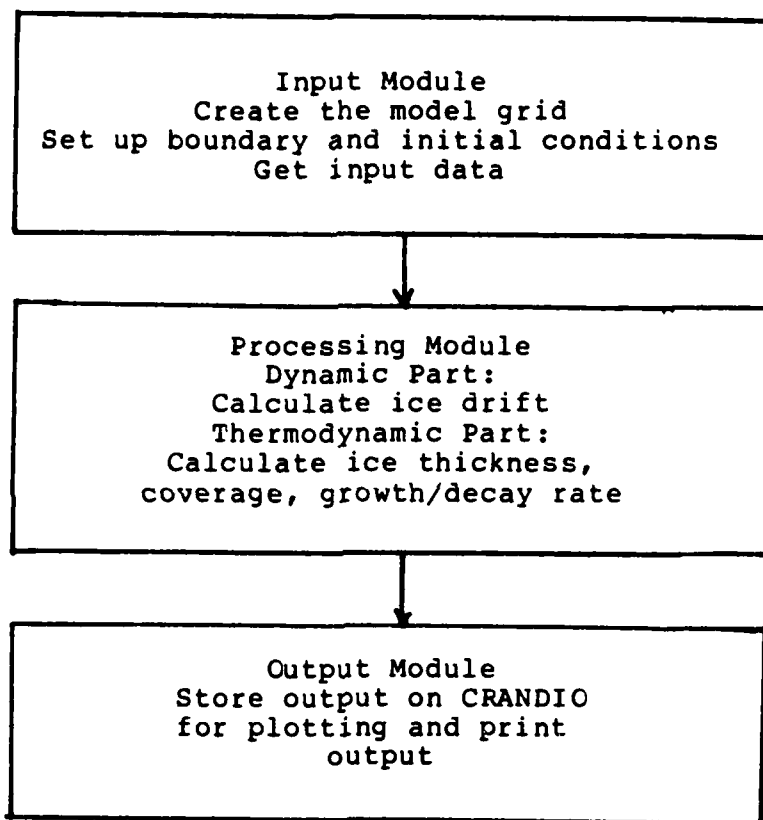 Input Module
Create the model grid
Set up boundary and initial conditions
Get input data
Processing Module
Dynamic Part:
Calculate ice drift
Thermodynamic Part:
Calculate ice thickness,
coverage, growth/decay rate
Output Module
Store output on CRANDIO
for plotting and print
output